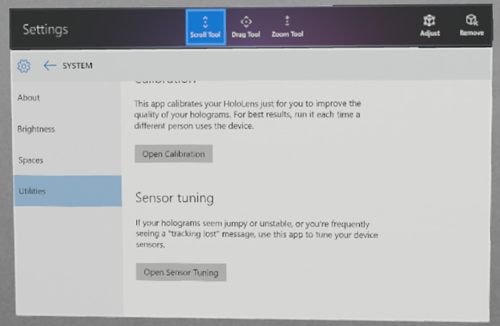 Settings
Scroll Tool
Drag Tool
Zoom Tool
Adjust
Remove
SYSTEM
About
Brightness
Spaces
Utilities
Calibration
This app calibrates your HoloLens just for you to improve the
quality of your holograms. For best results, run it each time a
different person uses the device.
Open Calibration
Sensor tuning
If your holograms seem jumpy or unstable, or you're frequently
seeing a "tracking lost" message, use this app to tune your device
sensors.
Open Sensor Tuning